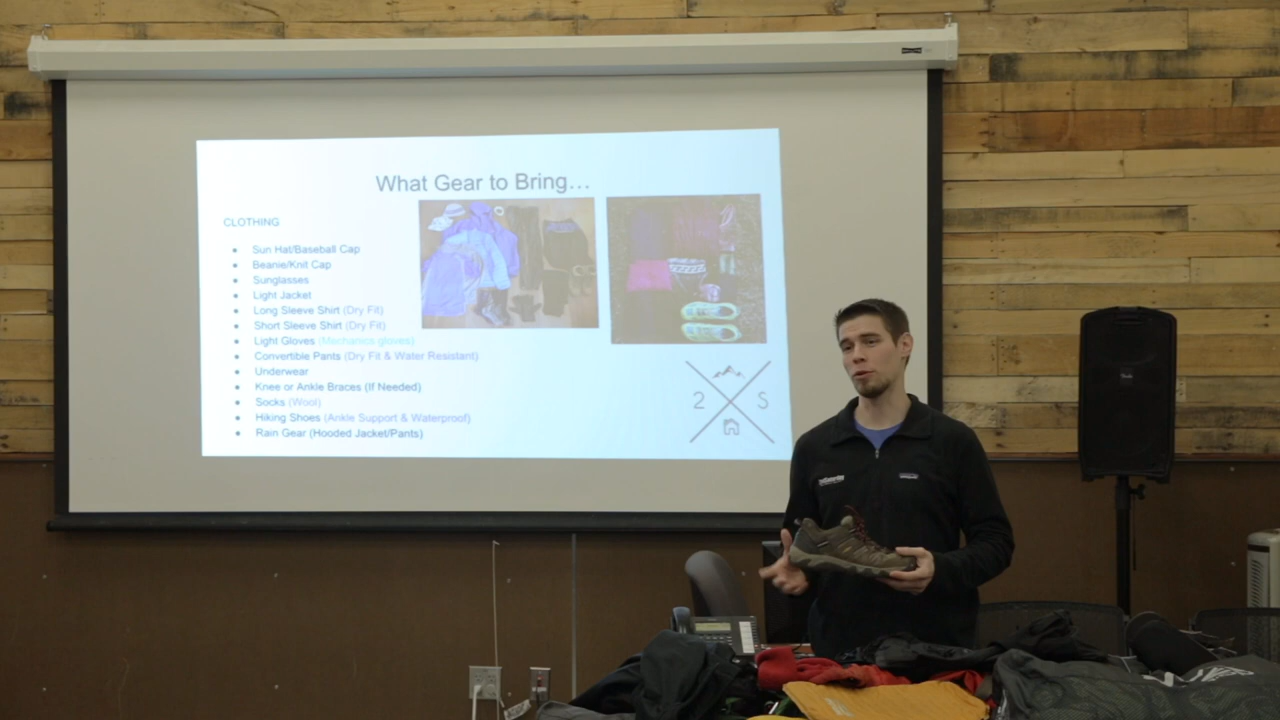 What Gear to Bring...
CLOTHING
Sun Hat/Baseball Cap
Beanie/Knit Cap
Sunglasses
Light Jacket
Long Sleeve Shirt (Dry Fit)
Short Sleeve Shirt (Dry Fit)
Light Gloves (Mechanics gloves)
Convertible Pants (Dry Fit & Water Resistant)
Underwear
Knee or Ankle Braces (If Needed)
Socks (Wool)
Hiking Shoes (Ankle Support & Waterproof)
Rain Gear (Hooded Jacket/Pants)
2 S
patagonia